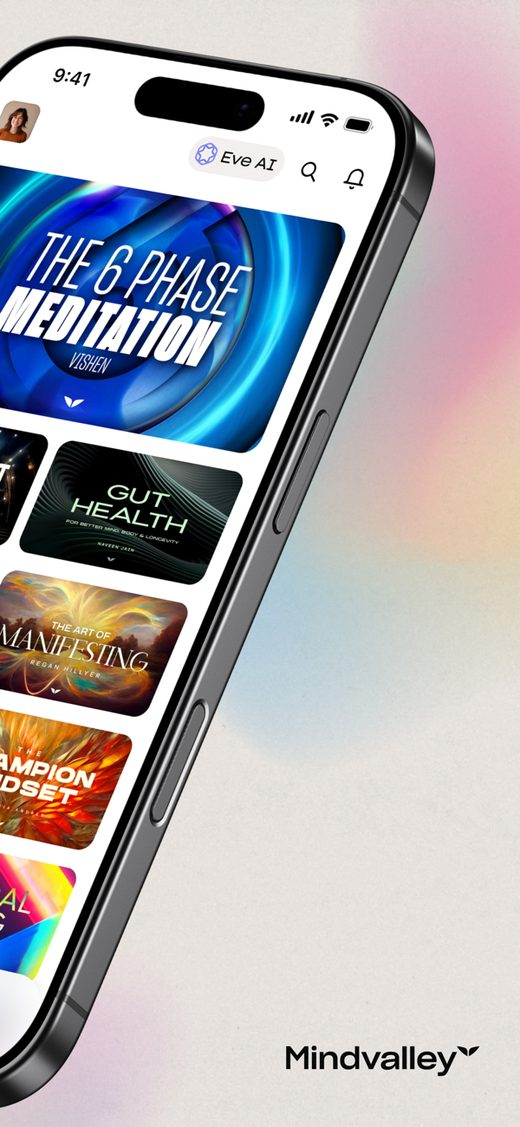 9:41
Eve AI
THE 6 PHASE
MEDITATION
VISHEN
GUT
HEALTH
FOR BETTER MIND, BODY & LONGEVITY
NAVEEN JAIN
THE ART OF
MANIFESTING
REGAN HILLYER
THE
Mindvalley